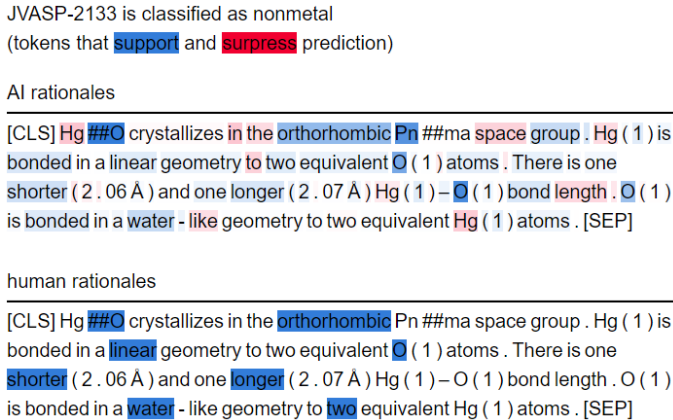 JVASP-2133 is classified as nonmetal
(tokens that support and surpress prediction)
AI rationales
[CLS] Hg ##O crystallizes in the orthorhombic Pn ##ma space group . Hg ( 1 ) is
bonded in a linear geometry to two equivalent O ( 1 ) atoms . There is one
shorter ( 2 . 06 Å ) and one longer ( 2 . 07 Å ) Hg ( 1 ) – O ( 1 ) bond length . O ( 1 )
is bonded in a water - like geometry to two equivalent Hg ( 1 ) atoms . [SEP]
human rationales
[CLS] Hg ##O crystallizes in the orthorhombic Pn ##ma space group . Hg ( 1 ) is
bonded in a linear geometry to two equivalent O ( 1 ) atoms . There is one
shorter ( 2 . 06 Å ) and one longer ( 2 . 07 Å ) Hg ( 1 ) – O ( 1 ) bond length . O ( 1 )
is bonded in a water - like geometry to two equivalent Hg ( 1 ) atoms . [SEP]